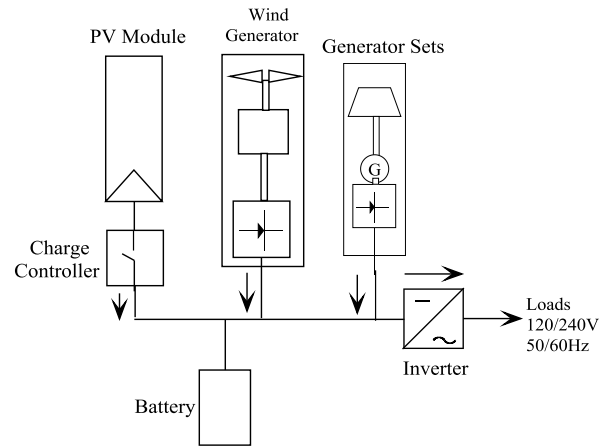 Wind
Generator
PV Module
Generator Sets
G
Charge
Controller
Loads
120/240V
50/60Hz
Inverter
Battery